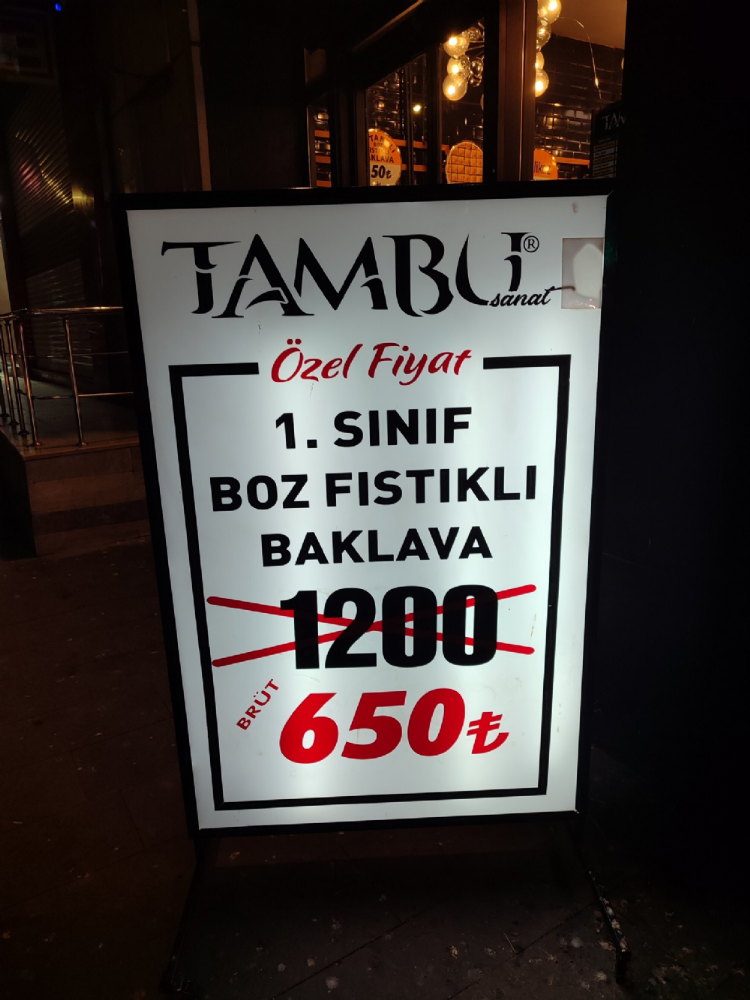 TAMBU®
sanat
Özel Fiyat
1. SINIF
BOZ FISTIKLI
BAKLAVA
1200
BRÜT
650₺